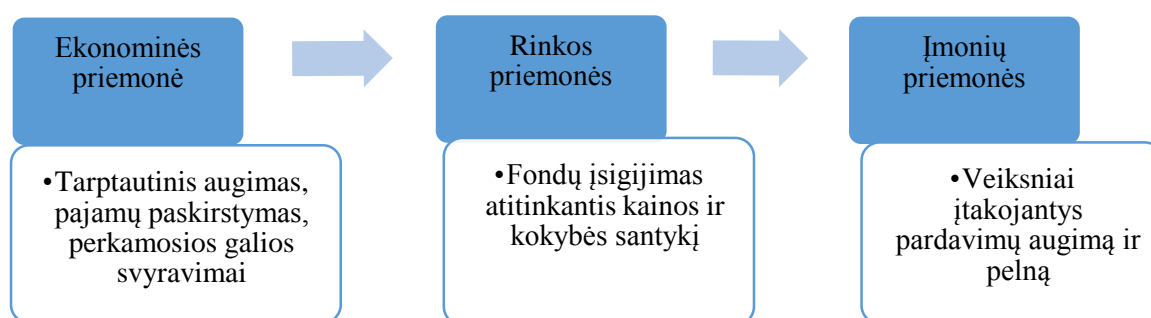 Ekonominės
priemonė
•Tarptautinis augimas,
pajamų paskirstymas,
perkamosios galios
svyravimai
Rinkos
priemonės
•Fondų įsigijimas
atitinkantis kainos ir
kokybės santykį
Įmonių
priemonės
•Veiksniai
įtakojantys
pardavimų augimą ir
pelną